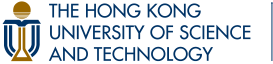 THE HONG KONG
UNIVERSITY OF SCIENCE
AND TECHNOLOGY